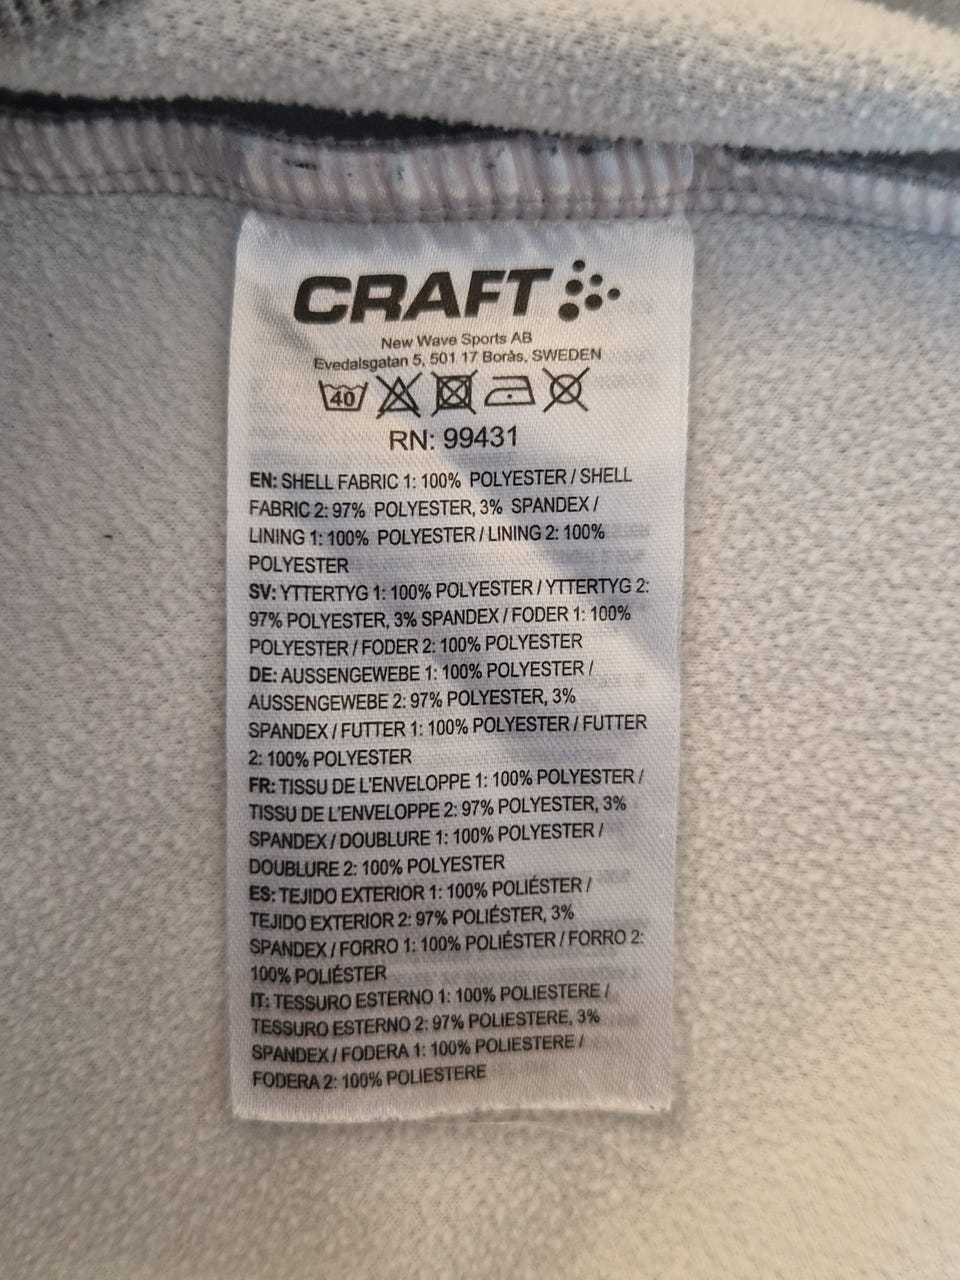 CRAFT
New Wave Sports AB
Evedalsgatan 5, 501 17 Borås, SWEDEN
40
RN: 99431
EN: SHELL FABRIC 1: 100% POLYESTER / SHELL
FABRIC 2: 97% POLYESTER, 3% SPANDEX /
LINING 1: 100% POLYESTER / LINING 2: 100%
POLYESTER
SV: YTTERTYG 1: 100% POLYESTER / YTTERTYG 2:
97% POLYESTER, 3% SPANDEX / FODER 1: 100%
POLYESTER / FODER 2: 100% POLYESTER
DE: AUSSENGEWEBE 1: 100% POLYESTER /
AUSSENGEWEBE 2: 97% POLYESTER, 3%
SPANDEX / FUTTER 1: 100% POLYESTER / FUTTER
2: 100% POLYESTER
FR: TISSU DE L'ENVELOPPE 1: 100% POLYESTER /
TISSU DE L'ENVELOPPE 2: 97% POLYESTER, 3%
SPANDEX / DOUBLURE 1: 100% POLYESTER /
DOUBLURE 2: 100% POLYESTER
ES: TEJIDO EXTERIOR 1: 100% POLIÉSTER /
TEJIDO EXTERIOR 2: 97% POLIÉSTER, 3%
SPANDEX / FORRO 1: 100% POLIÉSTER / FORRO 2:
100% POLIÉSTER
IT: TESSURO ESTERNO 1: 100% POLIESTERE /
TESSURO ESTERNO 2: 97% POLIESTERE, 3%
SPANDEX / FODERA 1: 100% POLIESTERE /
FODERA 2: 100% POLIESTERE